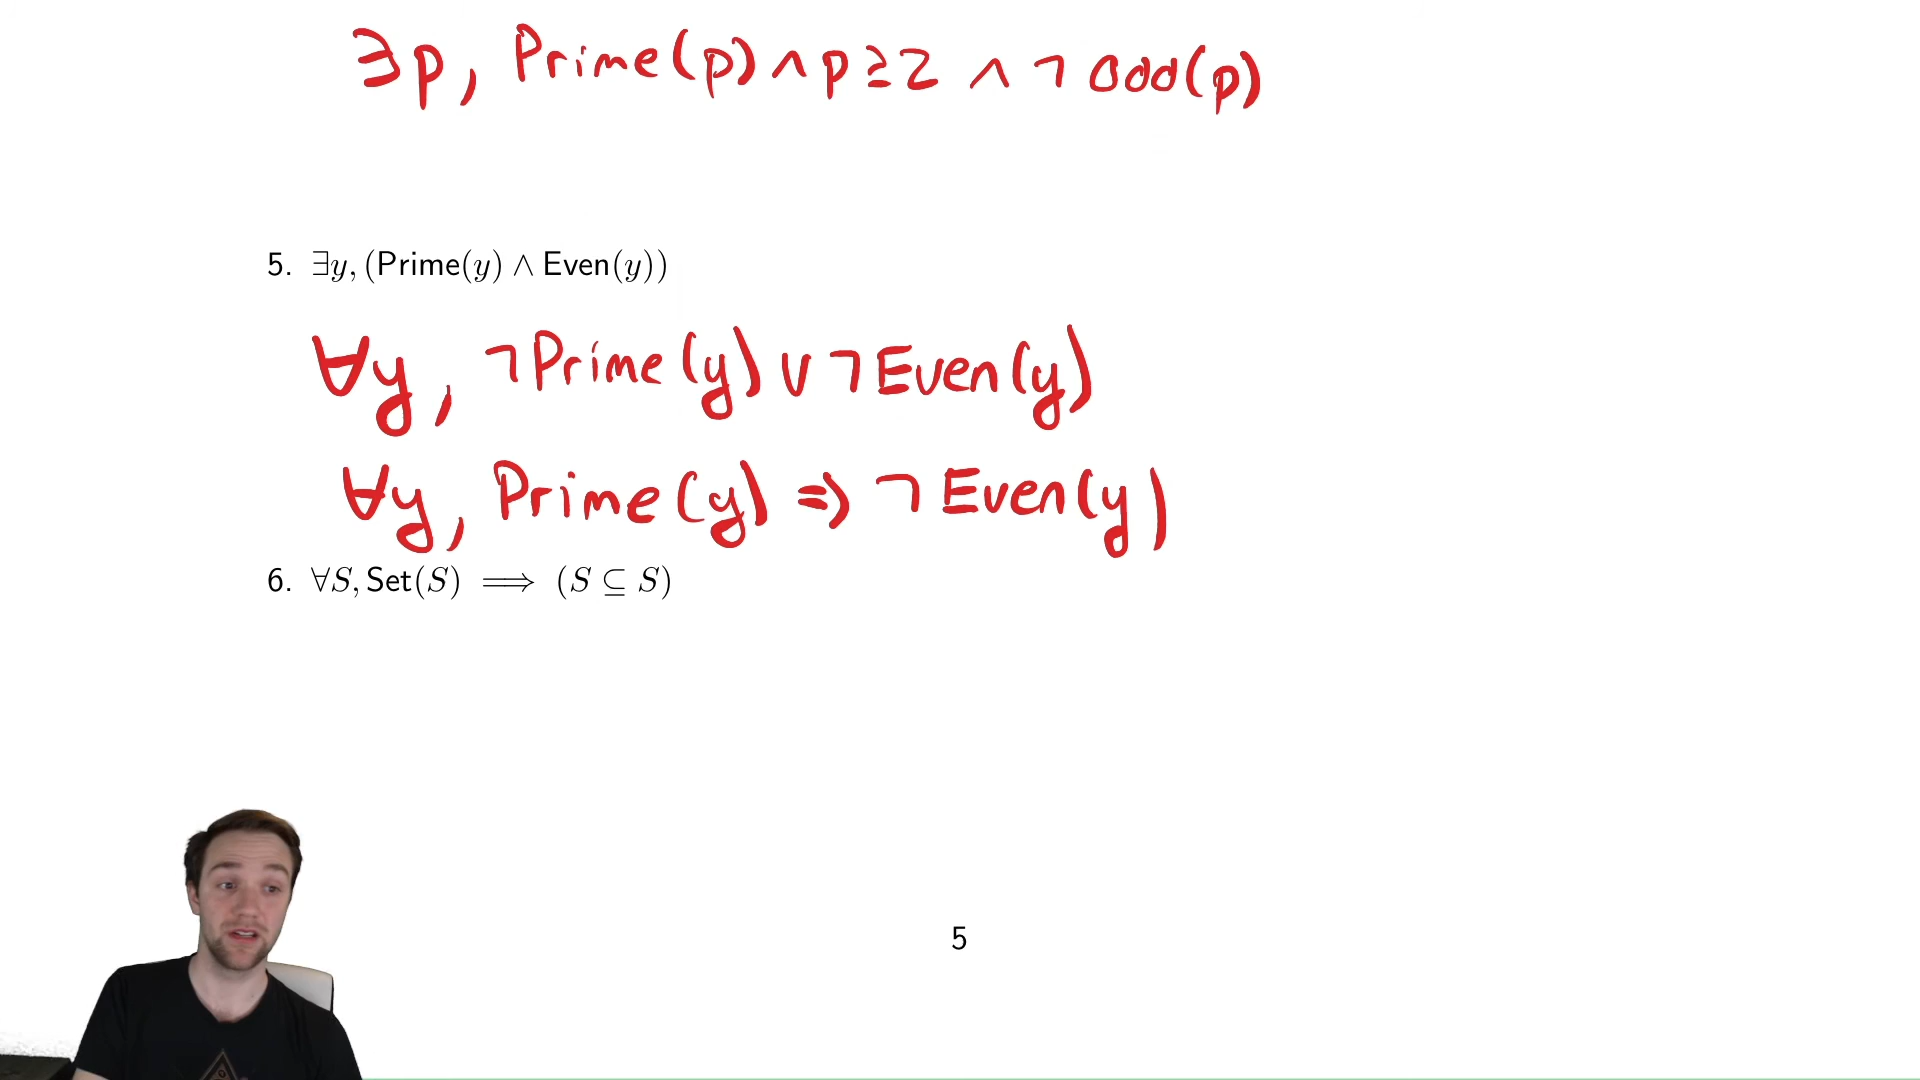 ∃p, Prime(p) ∧ p ≥ 2 ∧ ¬ Odd(p)
5. ∃y, (Prime(y) ∧ Even(y))
∀y, ¬Prime(y) ∨ ¬Even(y)
∀y, Prime(y) ⇒ ¬Even(y)
6. ∀S, Set(S) ⟹ (S ⊆ S)
5